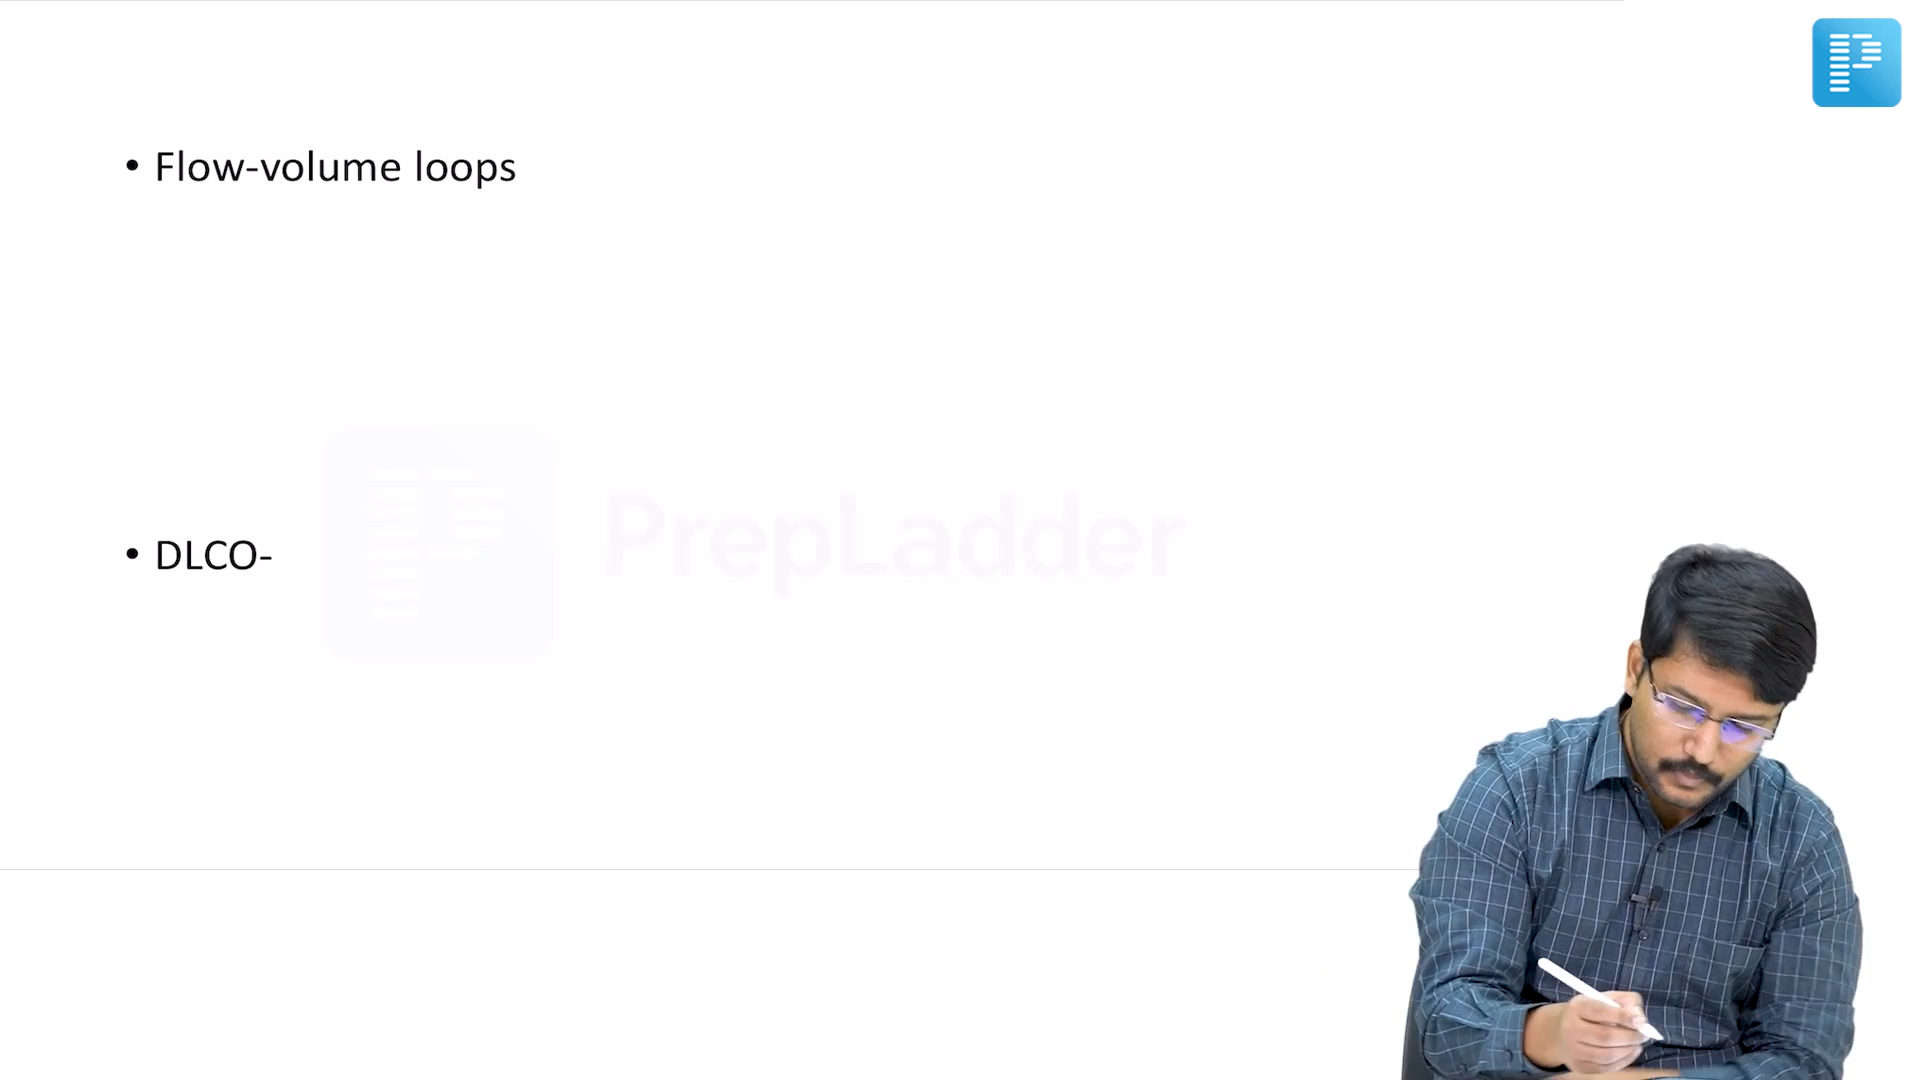 • Flow-volume loops
PrepLadder
• DLCO-